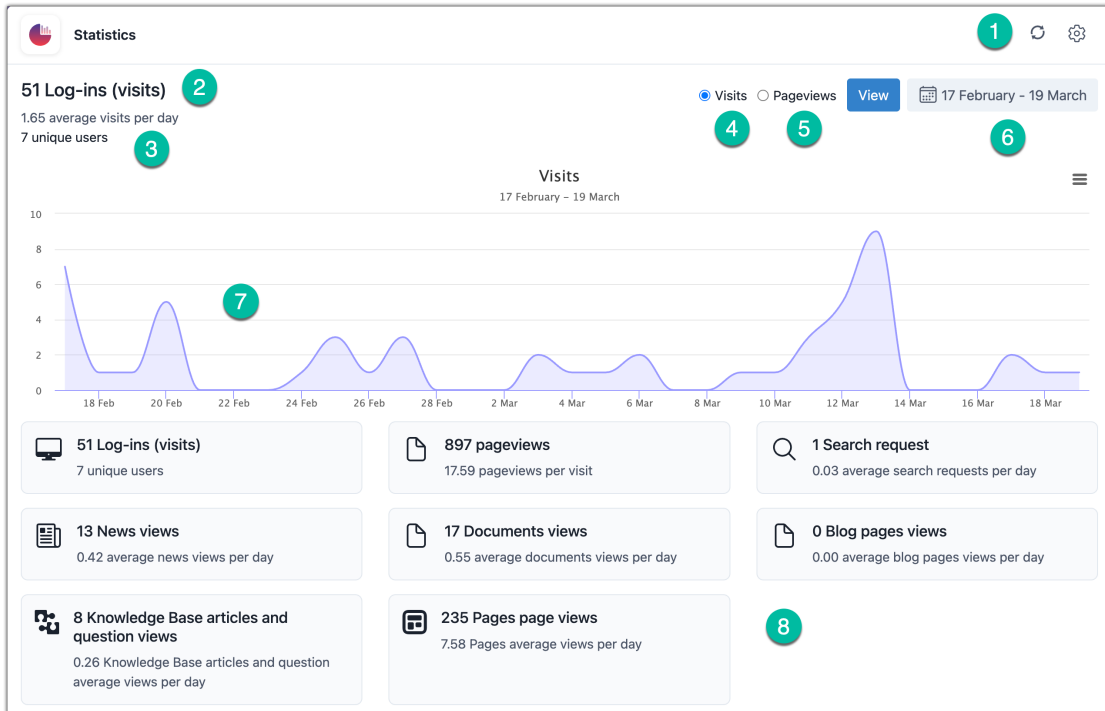 Statistics
1
51 Log-ins (visits)
2
1.65 average visits per day
7 unique users
3
Visits
Pageviews
View
17 February - 19 March
4
5
6
Visits
17 February – 19 March
10
8
6
4
2
0
7
18 Feb 20 Feb 22 Feb 24 Feb 26 Feb 28 Feb 2 Mar 4 Mar 6 Mar 8 Mar 10 Mar 12 Mar 14 Mar 16 Mar 18 Mar
51 Log-ins (visits)
7 unique users
897 pageviews
17.59 pageviews per visit
1 Search request
0.03 average search requests per day
13 News views
0.42 average news views per day
17 Documents views
0.55 average documents views per day
0 Blog pages views
0.00 average blog pages views per day
8 Knowledge Base articles and
question views
0.26 Knowledge Base articles and question
average views per day
235 Pages page views
7.58 Pages average views per day
8